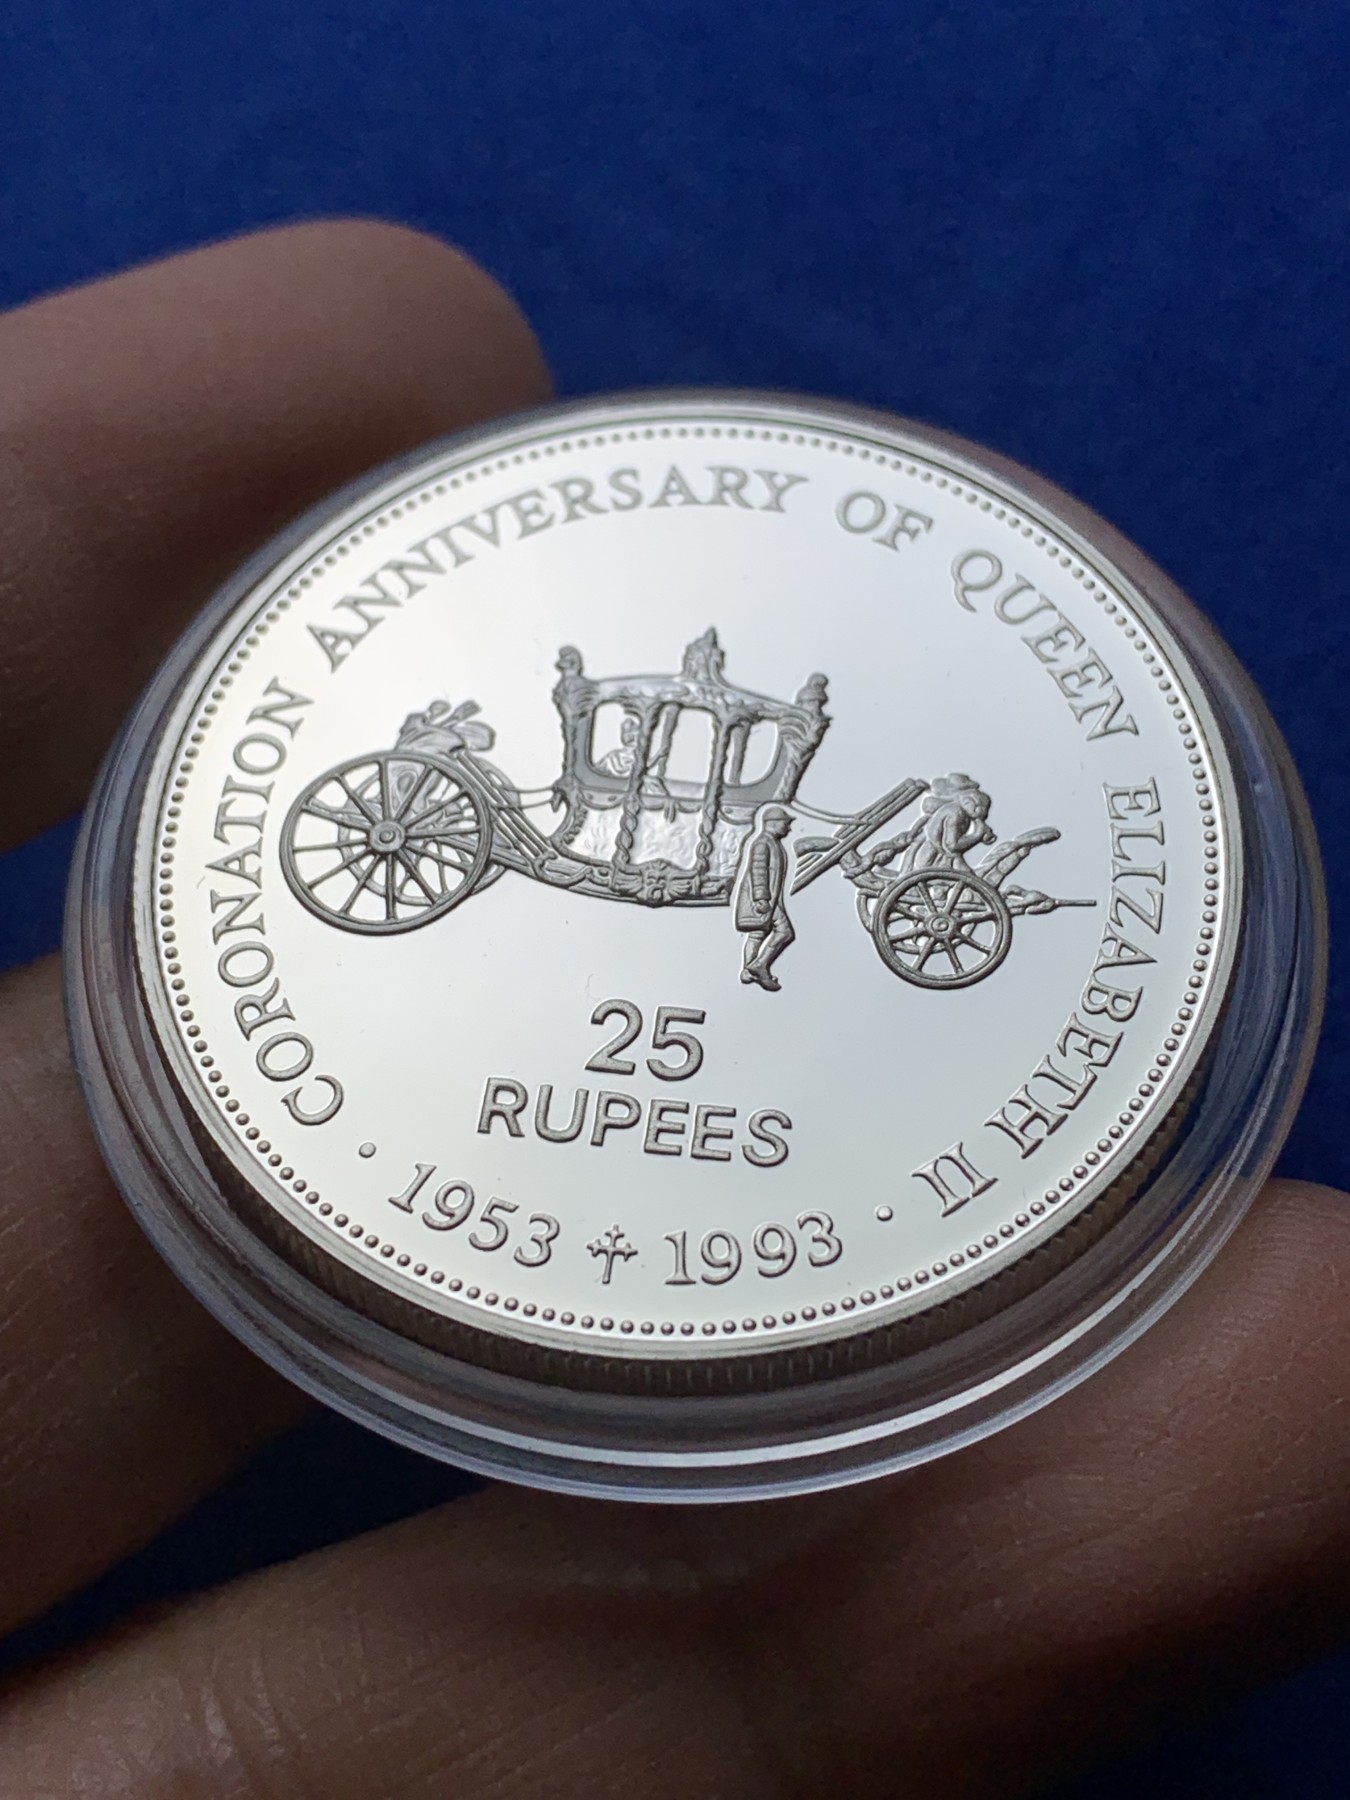 CORONATION ANNIVERSARY OF QUEEN ELIZABETH II
25
RUPEES
· 1953 1993 ·